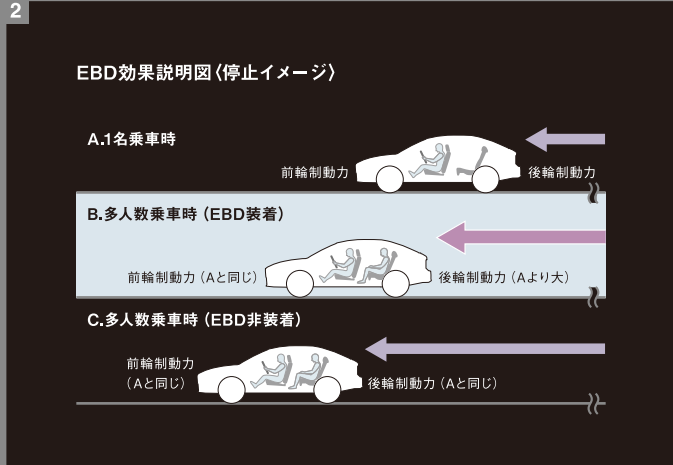 2
EBD効果説明図〈停止イメージ〉
A.1名乗車時
前輪制動力
後輪制動力
B.多人数乗車時（EBD装着）
前輪制動力（Aと同じ）
後輪制動力（Aより大）
C.多人数乗車時（EBD非装着）
前輪制動力
（Aと同じ）
後輪制動力（Aと同じ）